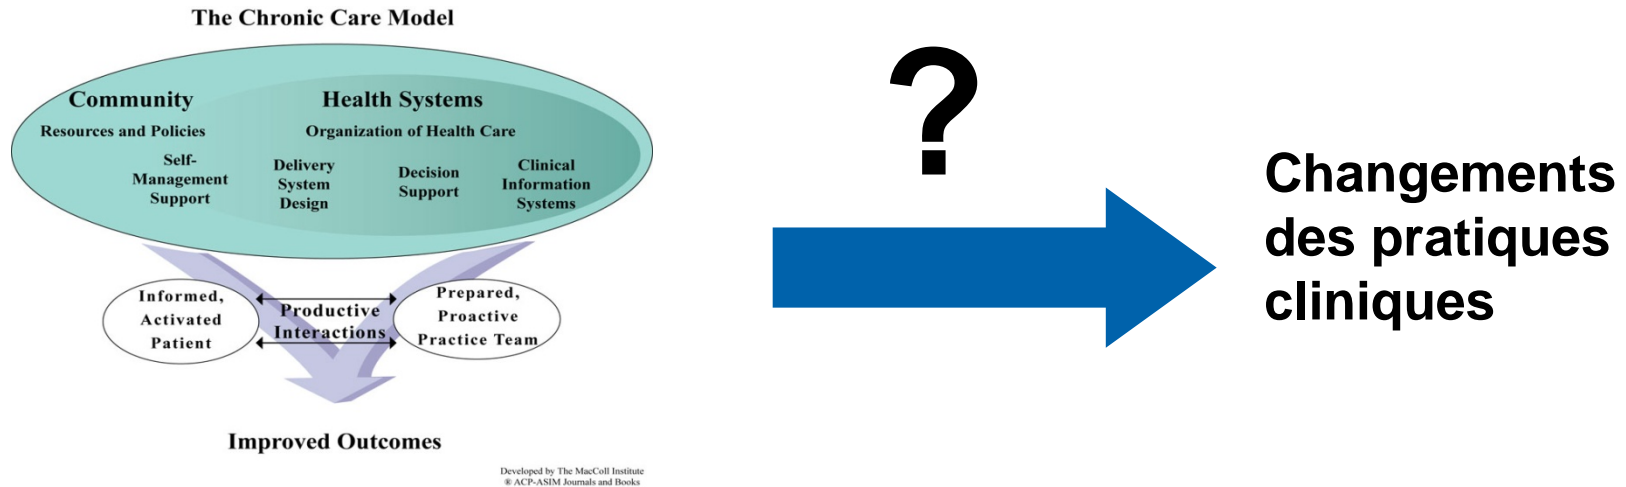 The Chronic Care Model
Community
Resources and Policies
Health Systems
Organization of Health Care
Self-
Management
Support
Delivery
System
Design
Decision
Support
Clinical
Information
Systems
Informed,
Activated
Patient
Productive
Interactions
Prepared,
Proactive
Practice Team
Improved Outcomes
Developed by The MacColl Institute
® ACP-ASIM Journals and Books
?
Changements
des pratiques
cliniques